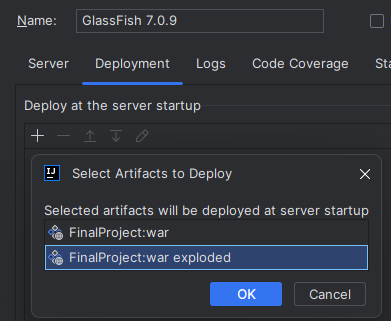 Name: GlassFish 7.0.9
Server Deployment Logs Code Coverage Sta
Deploy at the server startup
IJ
Select Artifacts to Deploy
Selected artifacts will be deployed at server startup
FinalProject:war
FinalProject:war exploded
OK Cancel